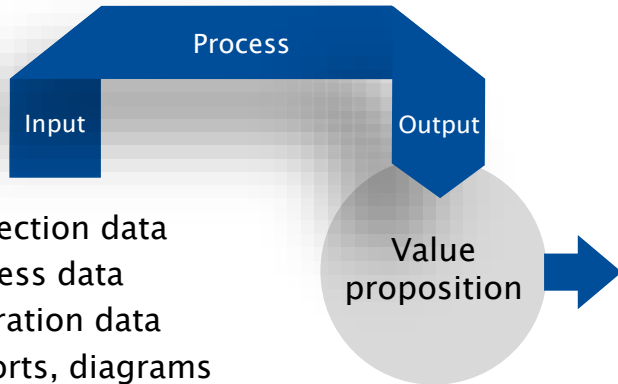 Process
Input
Output
ection data
ess data
ration data
orts, diagrams
Value
proposition